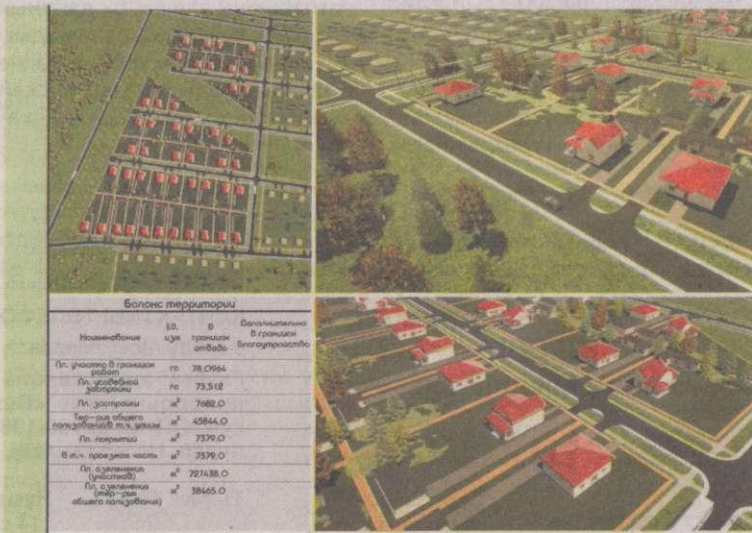 Баланс территории
Наименование
Ед. изм
В границах отвода
Дополнительно в границах благоустройства
Пл. участка в границах работ га 78,0964
Пл. усадебной застройки га 73,512
Пл. застройки м² 7682,0
Тер-рия общего пользования в т.ч. улицы м² 45844,0
Пл. покрытий м² 7379,0
в т.ч. проезжая часть м² 7379,0
Пл. озеленения (участков) м² 727438,0
Пл. озеленения (тер-рия общего пользования) м² 38465,0